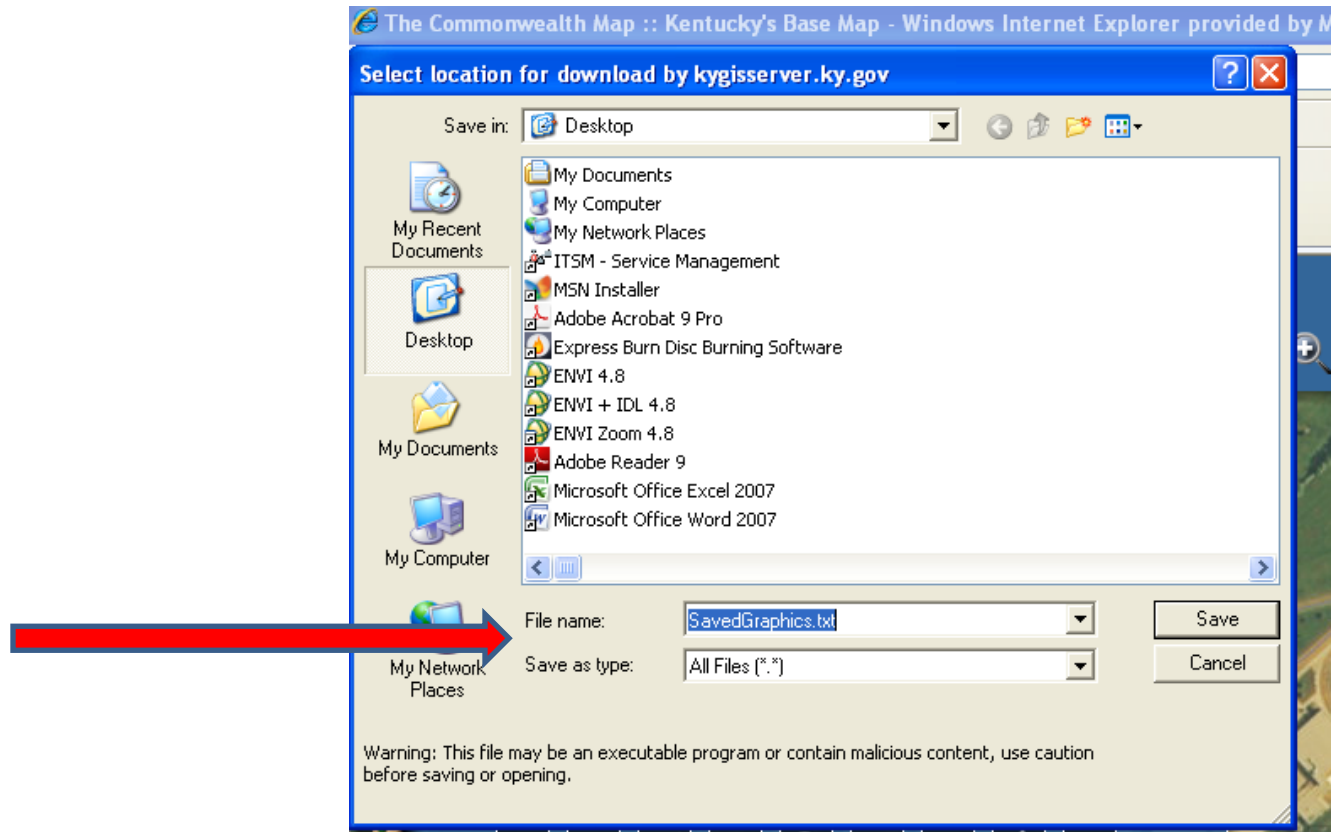 The Commonwealth Map :: Kentucky's Base Map - Windows Internet Explorer provided by M
Select location for download by kygisserver.ky.gov
Save in:
Desktop
My Recent
Documents
Desktop
My Documents
My Computer
My Network
Places
My Documents
My Computer
My Network Places
ITSM - Service Management
MSN Installer
Adobe Acrobat 9 Pro
Express Burn Disc Burning Software
ENVI 4.8
ENVI + IDL 4.8
ENVI Zoom 4.8
Adobe Reader 9
Microsoft Office Excel 2007
Microsoft Office Word 2007
File name:
SavedGraphics.txt
Save
Save as type:
All Files (*.*)
Cancel
Warning: This file may be an executable program or contain malicious content, use caution
before saving or opening.